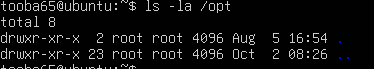 tooba65@ubuntu:~$ ls -la /opt
total 8
drwxr-xr-x  2 root root 4096 Aug  5 16:54 .
drwxr-xr-x 23 root root 4096 Oct  2 08:26 ..